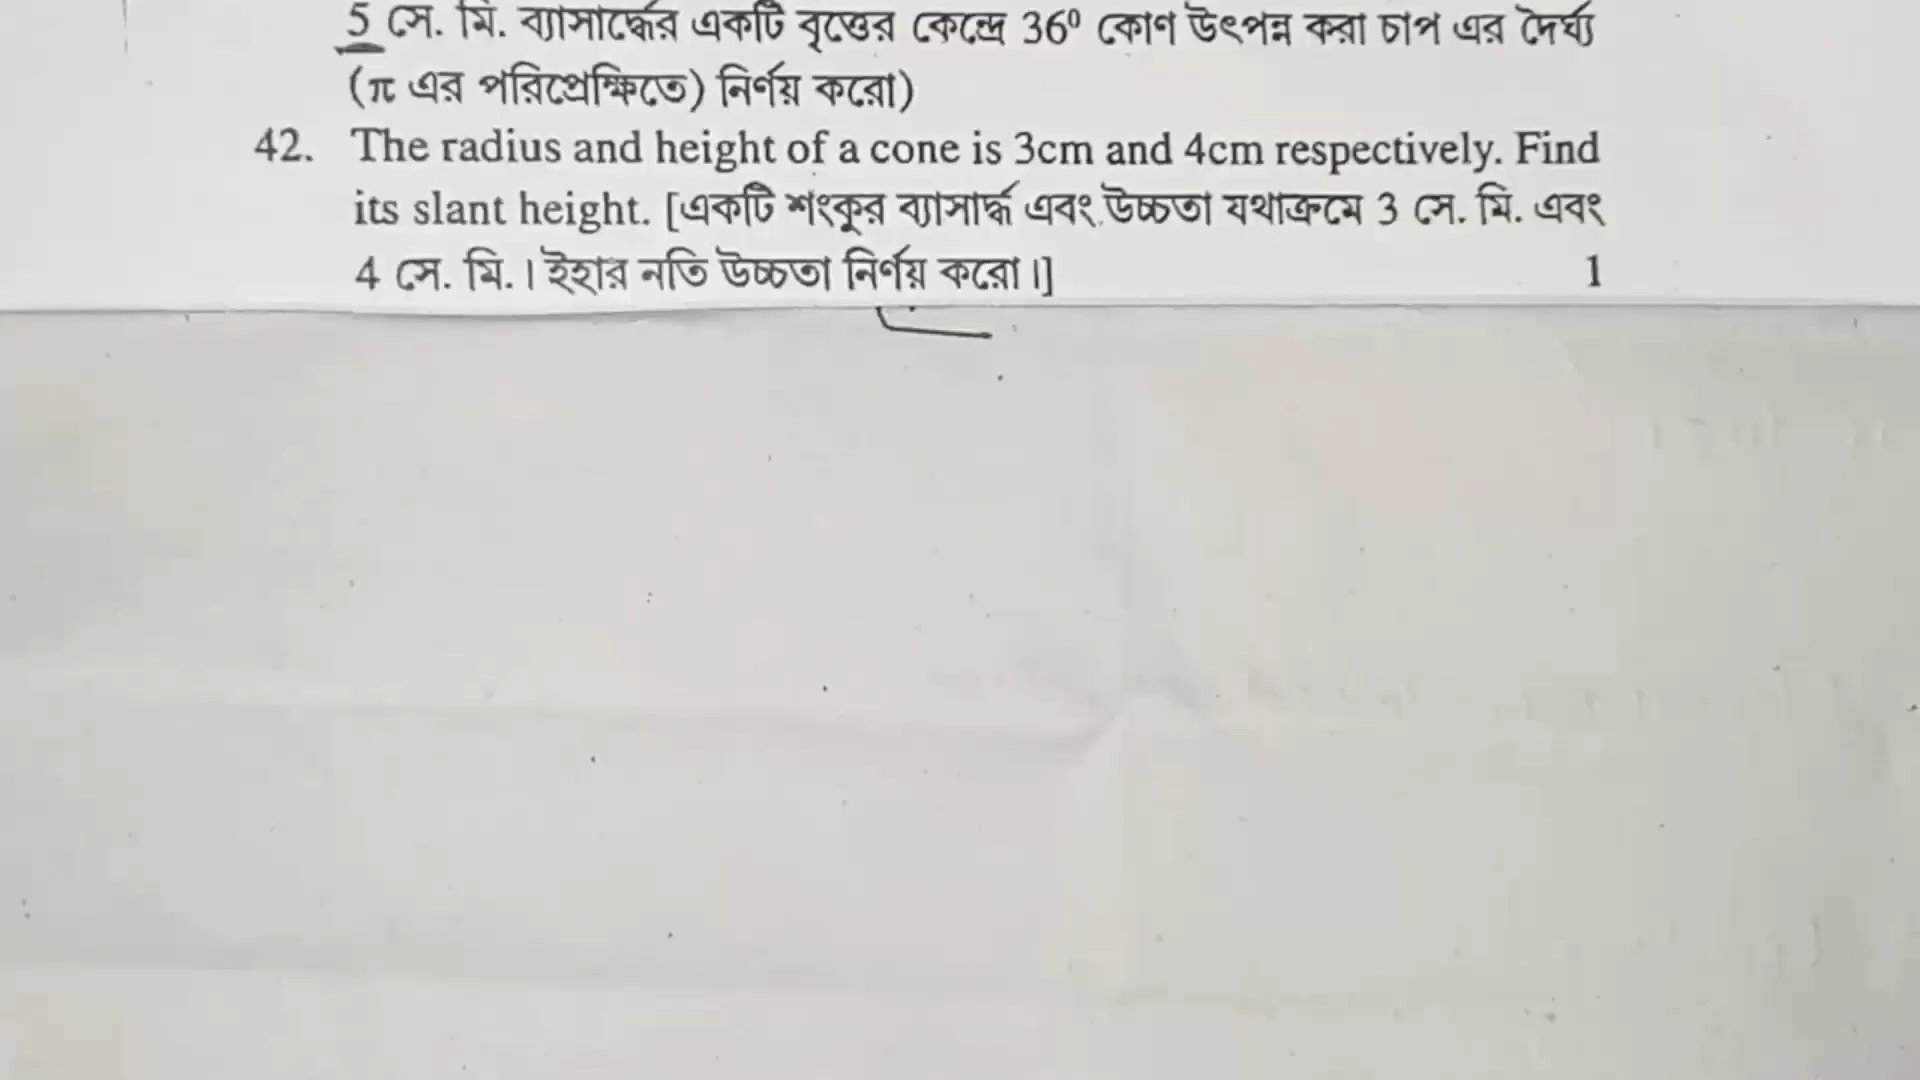 5 সে. মি. ব্যাসার্দ্ধের একটি বৃত্তের কেন্দ্রে 36⁰ কোণ উৎপন্ন করা চাপ এর দৈর্ঘ্য
(π এর পরিপ্রেক্ষিতে) নির্ণয় করো)
42. The radius and height of a cone is 3cm and 4cm respectively. Find
its slant height. [একটি শংকুর ব্যাসার্দ্ধ এবং উচ্চতা যথাক্রমে 3 সে. মি. এবং
4 সে. মি. । ইহার নতি উচ্চতা নির্ণয় করো ।] 1